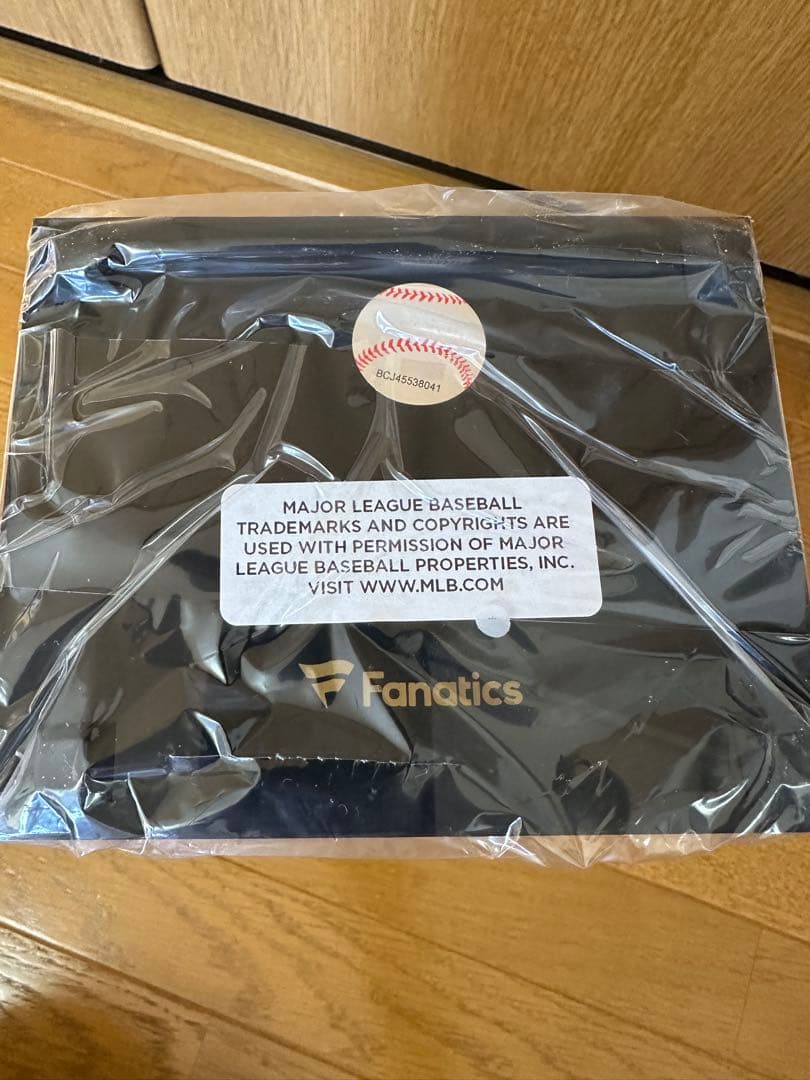 BCJ45538041
MAJOR LEAGUE BASEBALL
TRADEMARKS AND COPYRIGHTS ARE
USED WITH PERMISSION OF MAJOR
LEAGUE BASEBALL PROPERTIES, INC.
VISIT WWW.MLB.COM
Fanatics